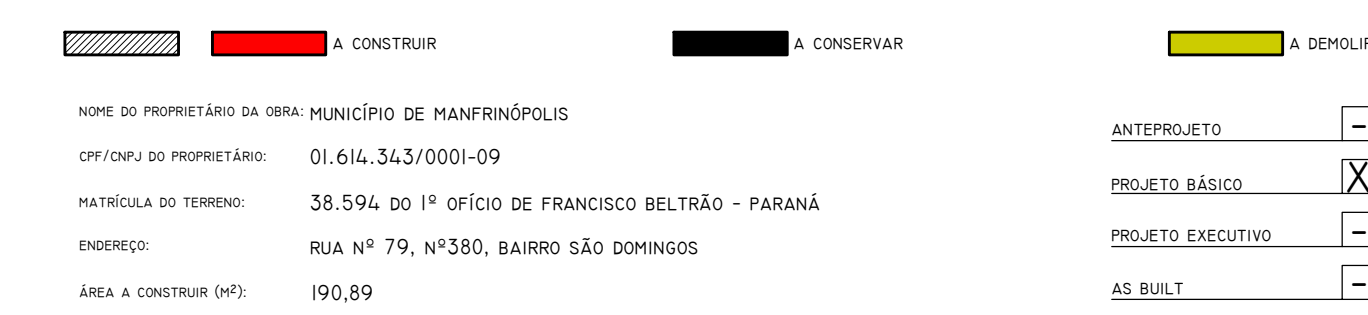 A CONSTRUIR A CONSERVAR A DEMOLIR
NOME DO PROPRIETÁRIO DA OBRA: MUNICÍPIO DE MANFRINÓPOLIS
CPF/CNPJ DO PROPRIETÁRIO: 01.614.343/0001-09
MATRÍCULA DO TERRENO: 38.594 DO 1º OFÍCIO DE FRANCISCO BELTRÃO - PARANÁ
ENDEREÇO: RUA Nº 79, Nº380, BAIRRO SÃO DOMINGOS
ÁREA A CONSTRUIR (M²): 190,89
ANTEPROJETO -
PROJETO BÁSICO X
PROJETO EXECUTIVO -
AS BUILT -